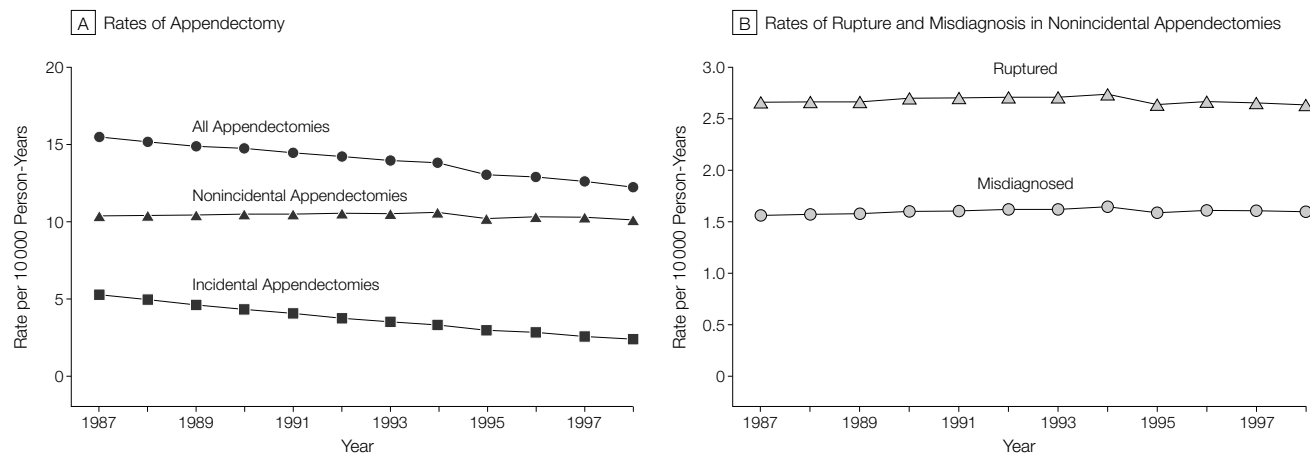 A Rates of Appendectomy
Rate per 10 000 Person-Years
20
15
10
5
0
All Appendectomies
Nonincidental Appendectomies
Incidental Appendectomies
1987 1989 1991 1993 1995 1997
Year
B Rates of Rupture and Misdiagnosis in Nonincidental Appendectomies
Rate per 10 000 Person-Years
3.0
2.5
2.0
1.5
1.0
0.5
0
Ruptured
Misdiagnosed
1987 1989 1991 1993 1995 1997
Year